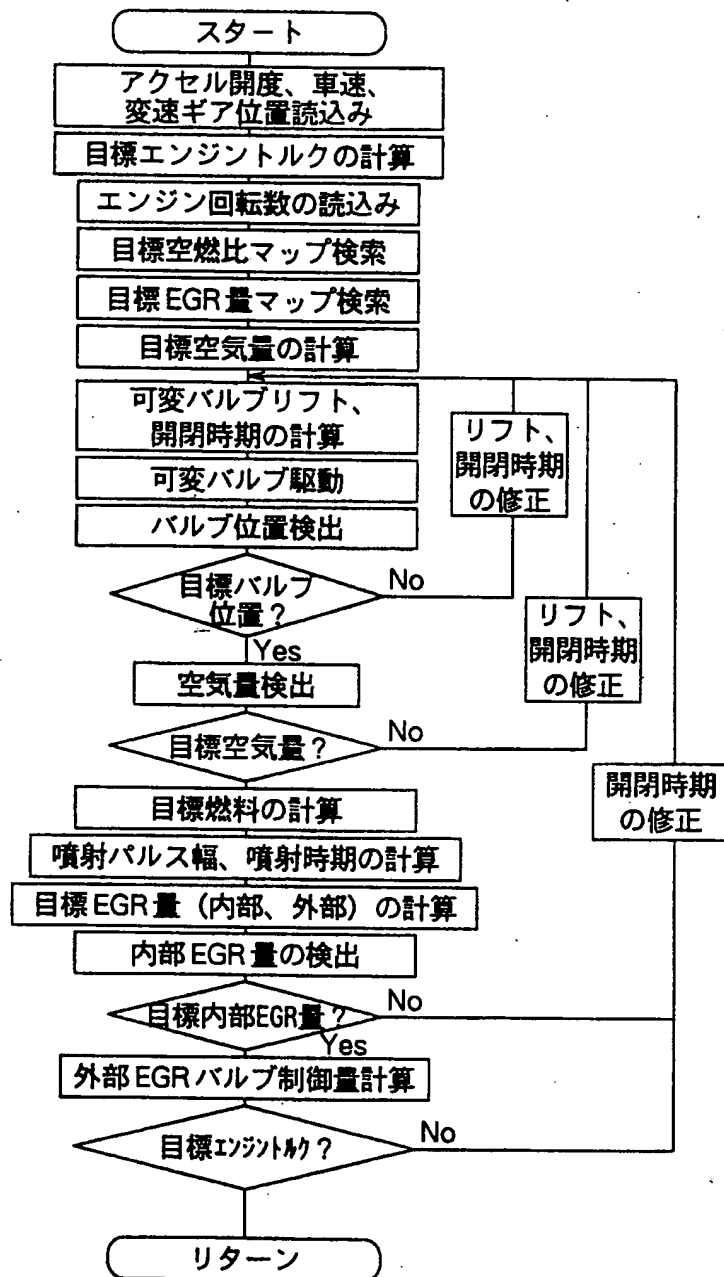 スタート
アクセル開度、車速、
変速ギア位置読込み
目標エンジントルクの計算
エンジン回転数の読込み
目標空燃比マップ検索
目標EGR量マップ検索
目標空気量の計算
可変バルブリフト、
開閉時期の計算
リフト、
開閉時期
の修正
可変バルブ駆動
バルブ位置検出
目標バルブ
位置？
No
Yes
リフト、
開閉時期
の修正
空気量検出
目標空気量？
No
開閉時期
の修正
目標燃料の計算
噴射パルス幅、噴射時期の計算
目標EGR量（内部、外部）の計算
内部EGR量の検出
目標内部EGR量？
No
Yes
外部EGRバルブ制御量計算
目標エンジントルク？
No
リターン